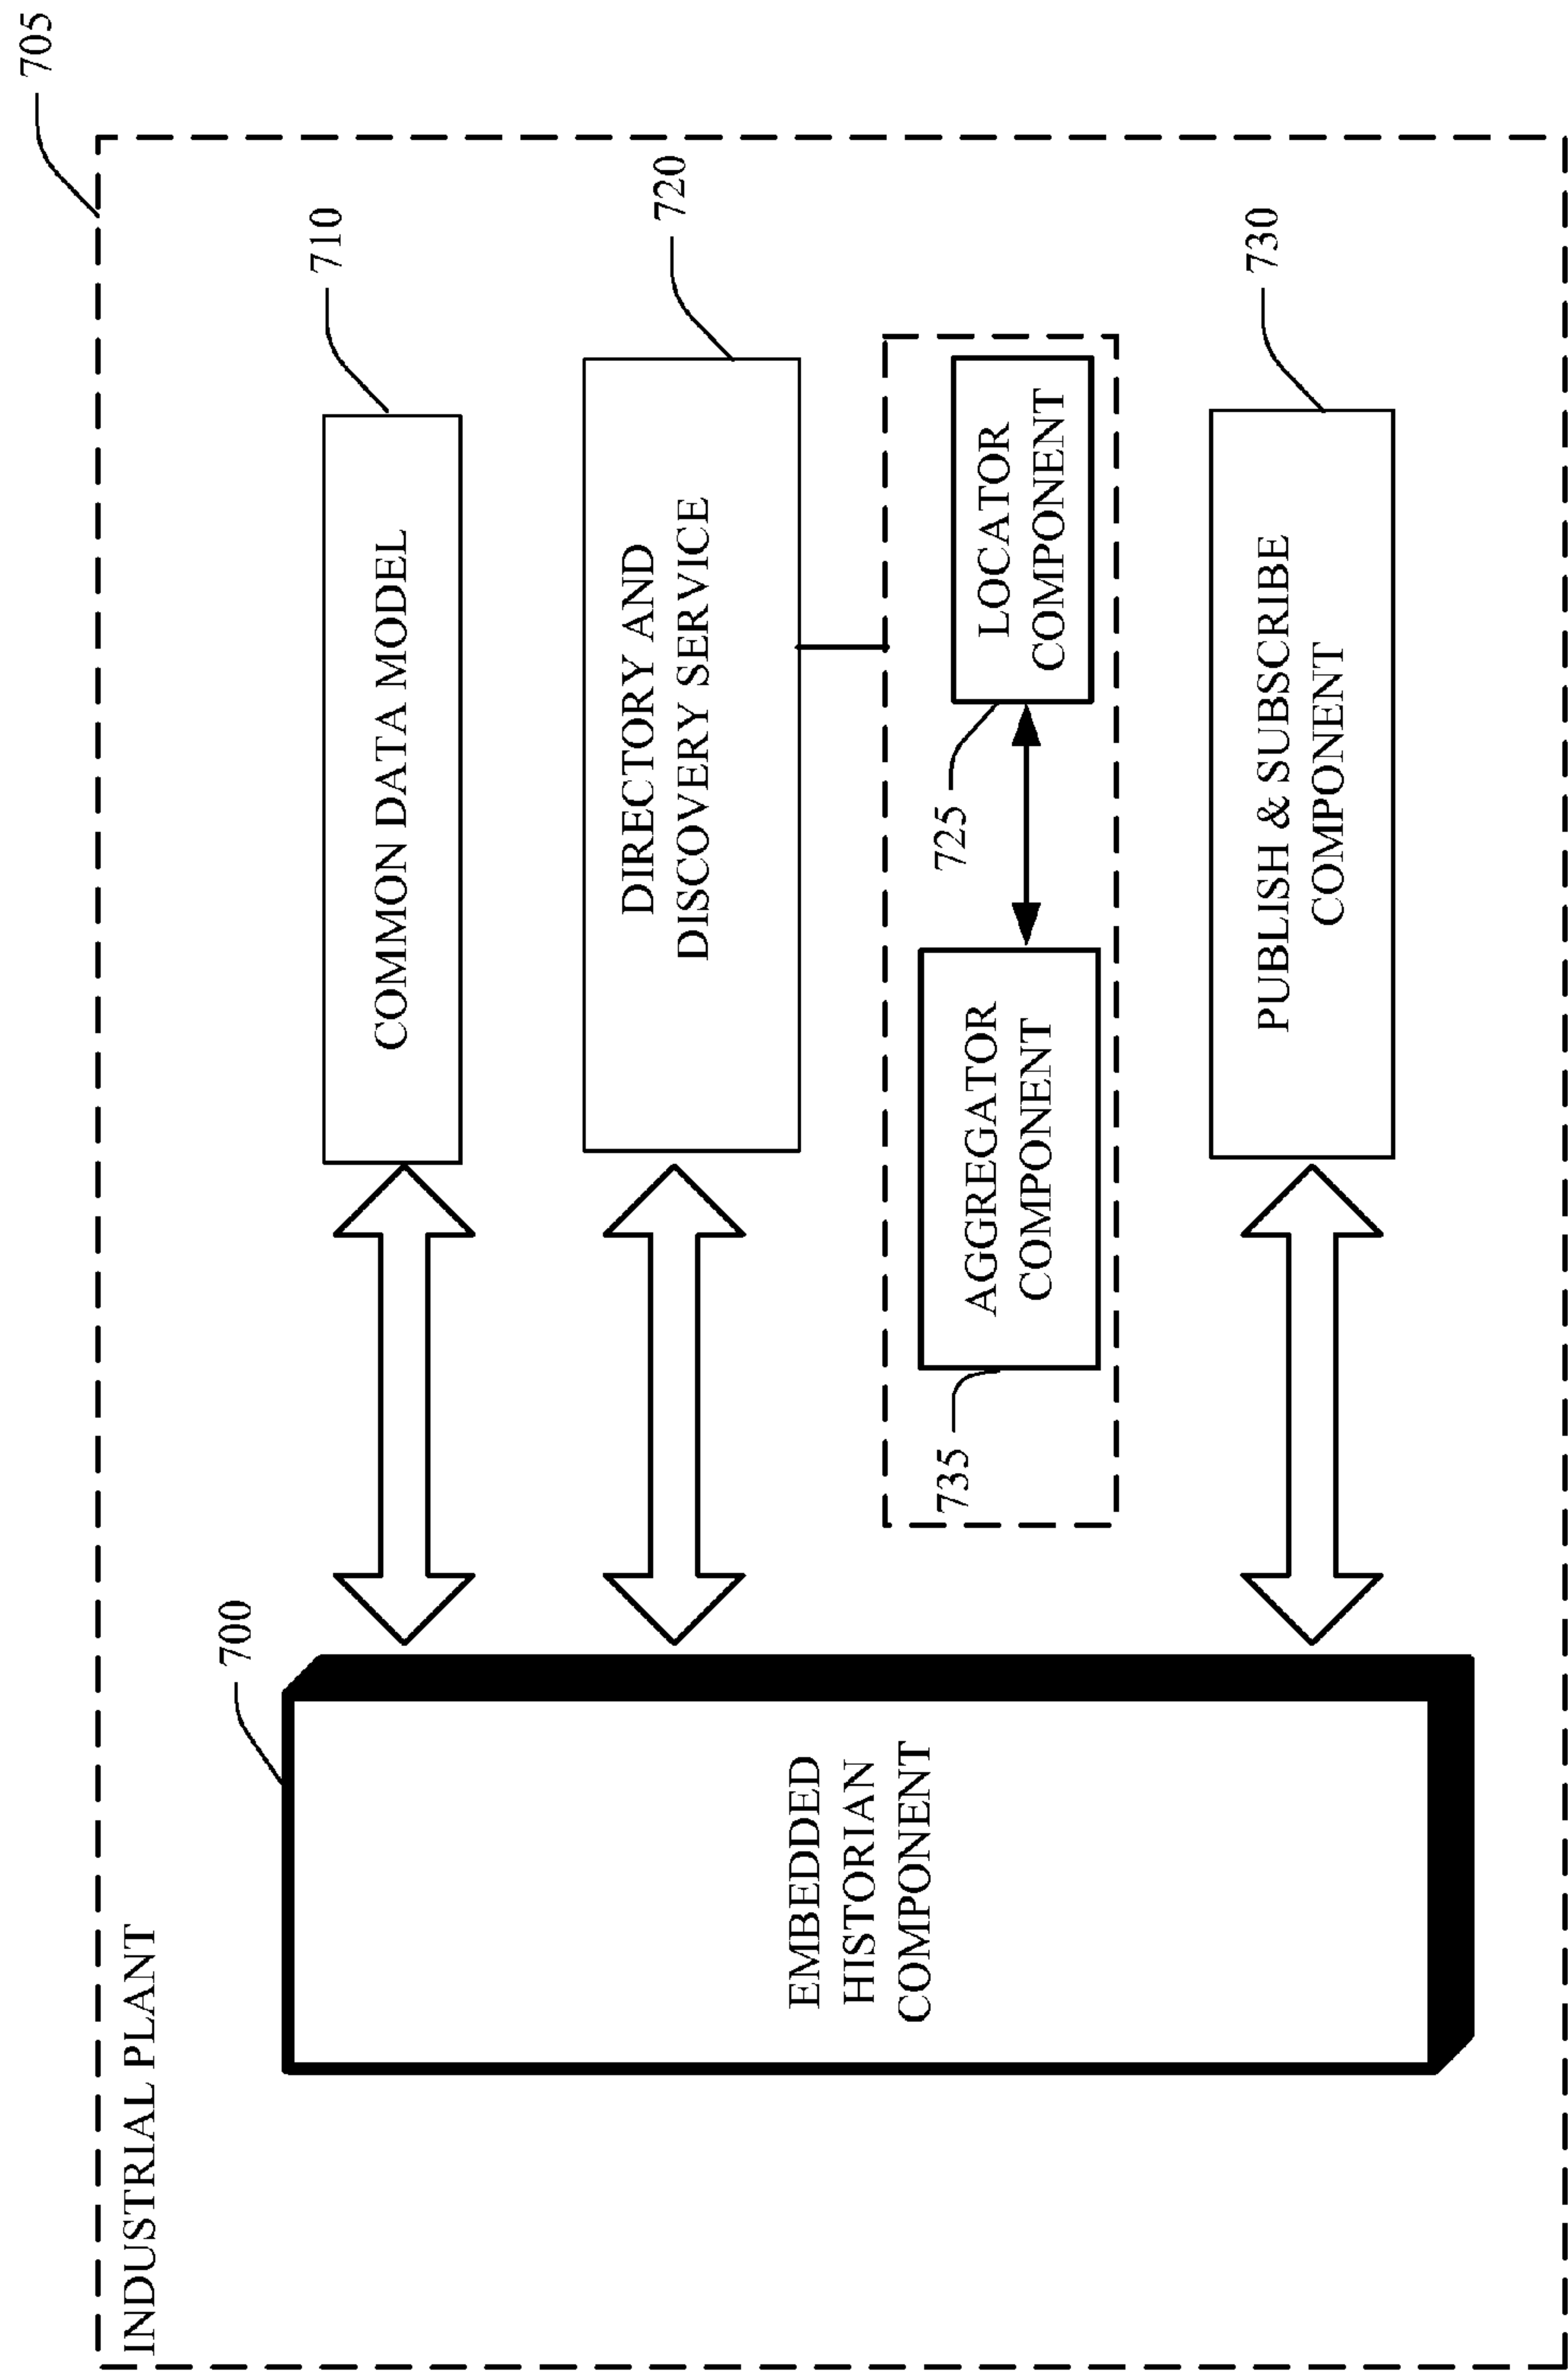 705
INDUSTRIAL PLANT
700
710
COMMON DATA MODEL
720
DIRECTORY AND
DISCOVERY SERVICE
EMBEDDED
HISTORIAN
COMPONENT
735
AGGREGATOR
COMPONENT
725
LOCATOR
COMPONENT
730
PUBLISH & SUBSCRIBE
COMPONENT